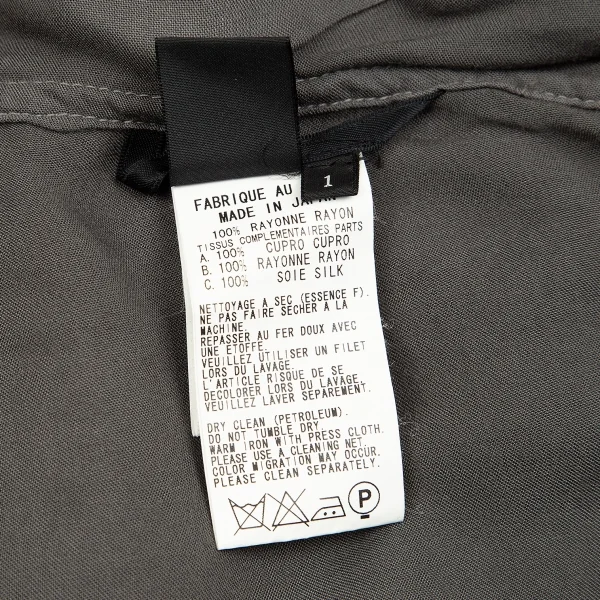 1
FABRIQUE AU
MADE IN JAPAN
100% RAYONNE RAYON
TISSUS COMPLEMENTAIRES PARTS
A. 100% CUPRO CUPRO
B. 100% RAYONNE RAYON
C. 100% SOIE SILK
NETTOYAGE A SEC (ESSENCE F).
NE PAS FAIRE SECHER A LA
MACHINE.
REPASSER AU FER DOUX AVEC
UNE ETOFFE.
VEUILLEZ UTILISER UN FILET
LORS DU LAVAGE.
L'ARTICLE RISQUE DE SE
DECOLORER LORS DU LAVAGE.
VEUILLEZ LAVER SEPAREMENT.
DRY CLEAN (PETROLEUM).
DO NOT TUMBLE DRY.
WARM IRON WITH PRESS CLOTH.
PLEASE USE A CLEANING NET.
COLOR MIGRATION MAY OCCUR.
PLEASE CLEAN SEPARATELY.
P